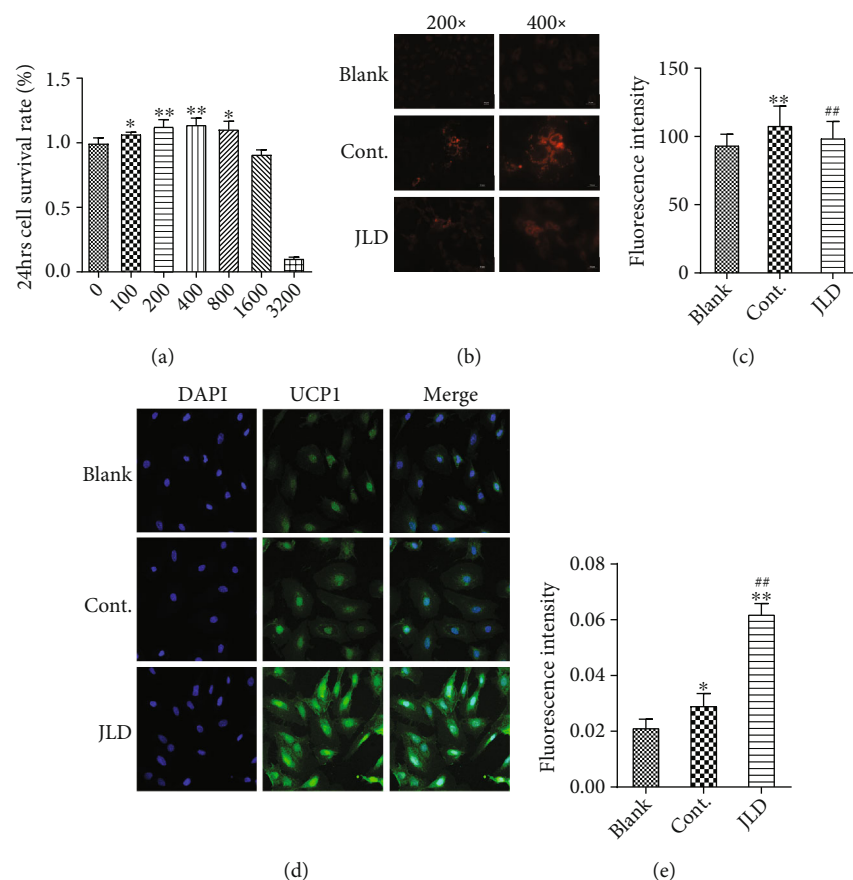 24hrs cell survival rate (%)
1.5
1.0
0.5
0.0
* ** ** *
0 100 200 400 800 1600 3200
(a)
200× 400×
Blank
Cont.
JLD
(b)
Fluorescence intensity
150
100
50
0
** ##
Blank Cont. JLD
(c)
DAPI UCP1 Merge
Blank
Cont.
JLD
(d)
Fluorescence intensity
0.08
0.06
0.04
0.02
0.00
##
* **
Blank Cont. JLD
(e)